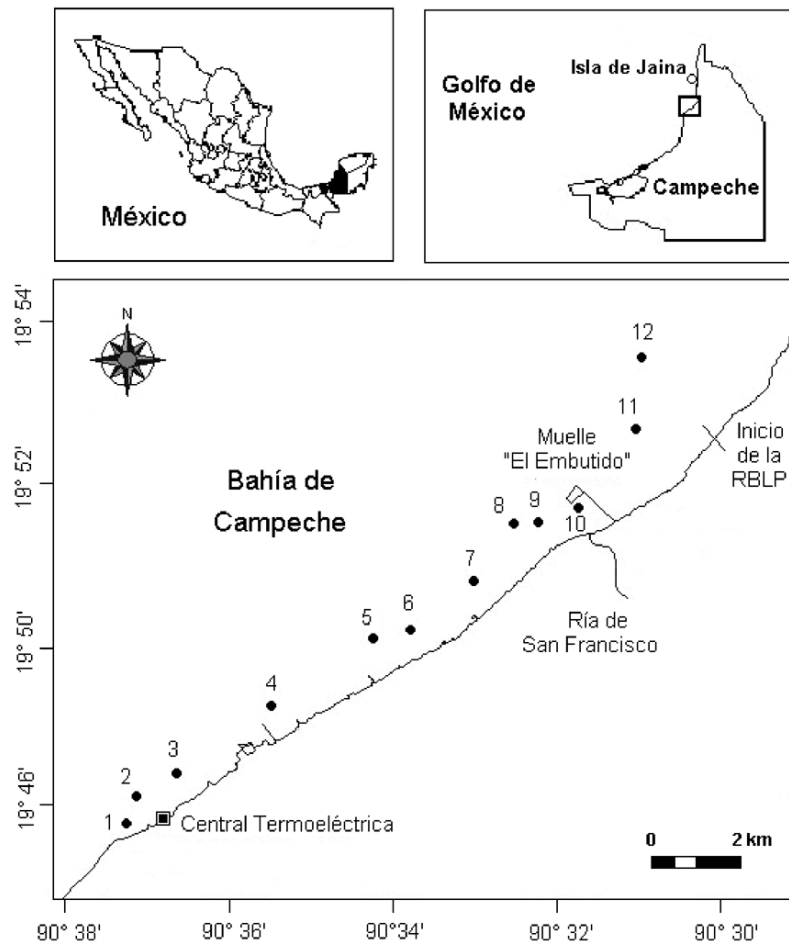 México
Golfo de
México
Isla de Jaina
Campeche
19° 54'
19° 52'
19° 50'
19° 46'
N
Bahía de
Campeche
12
11
Muelle
"El Embutido"
Inicio
de la
RBLP
8
9
10
7
Ría de
San Francisco
5
6
4
3
2
1
Central Termoeléctrica
0
2 km
90° 38'
90° 36'
90° 34'
90° 32'
90° 30'